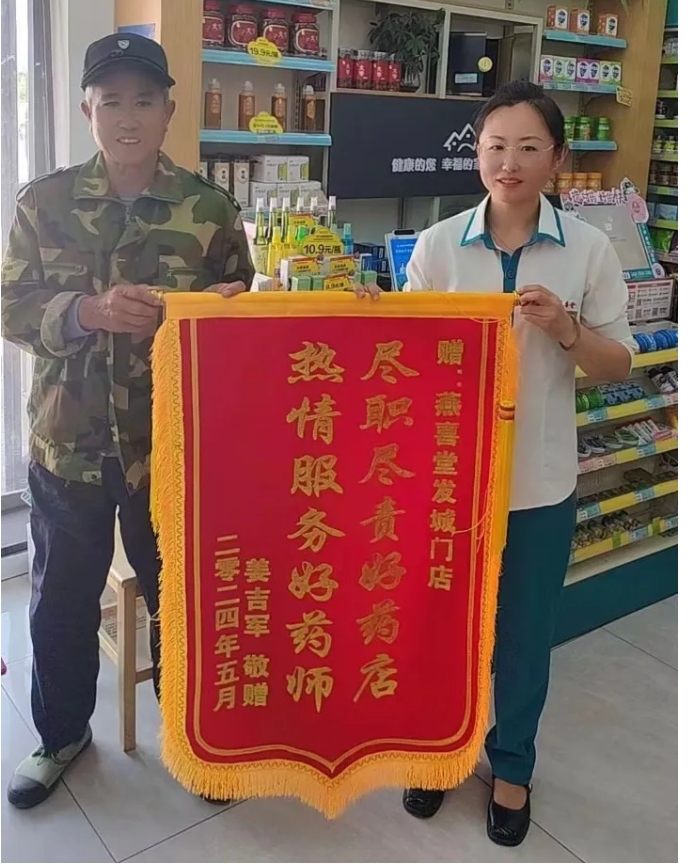 19.9元/瓶
健康的您 幸福的
10.9元/瓶
赠:燕喜堂发城门店
尽职尽责好药店
热情服务好药师
姜吉军 敬赠
二零二四年五月